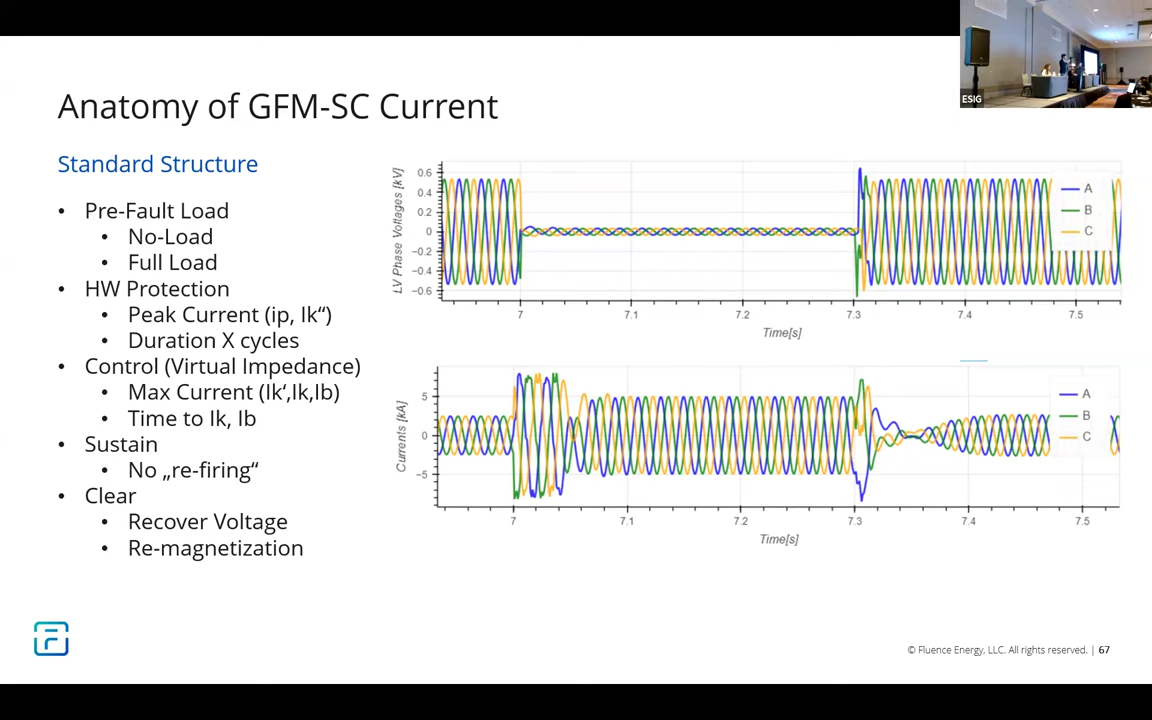 ESIG
Anatomy of GFM-SC Current
Standard Structure
• Pre-Fault Load
• No-Load
• Full Load
• HW Protection
• Peak Current (ip, Ik“)
• Duration X cycles
• Control (Virtual Impedance)
• Max Current (Ik‘,Ik,Ib)
• Time to Ik, Ib
• Sustain
• No „re-firing“
• Clear
• Recover Voltage
• Re-magnetization
LV Phase Voltages [kV]
0.6
0.4
0.2
0
−0.2
−0.4
−0.6
A
B
C
7
7.1
7.2
7.3
7.4
7.5
Time[s]
Currents [kA]
5
0
−5
A
B
C
7
7.1
7.2
7.3
7.4
7.5
Time[s]
© Fluence Energy, LLC. All rights reserved. | 67